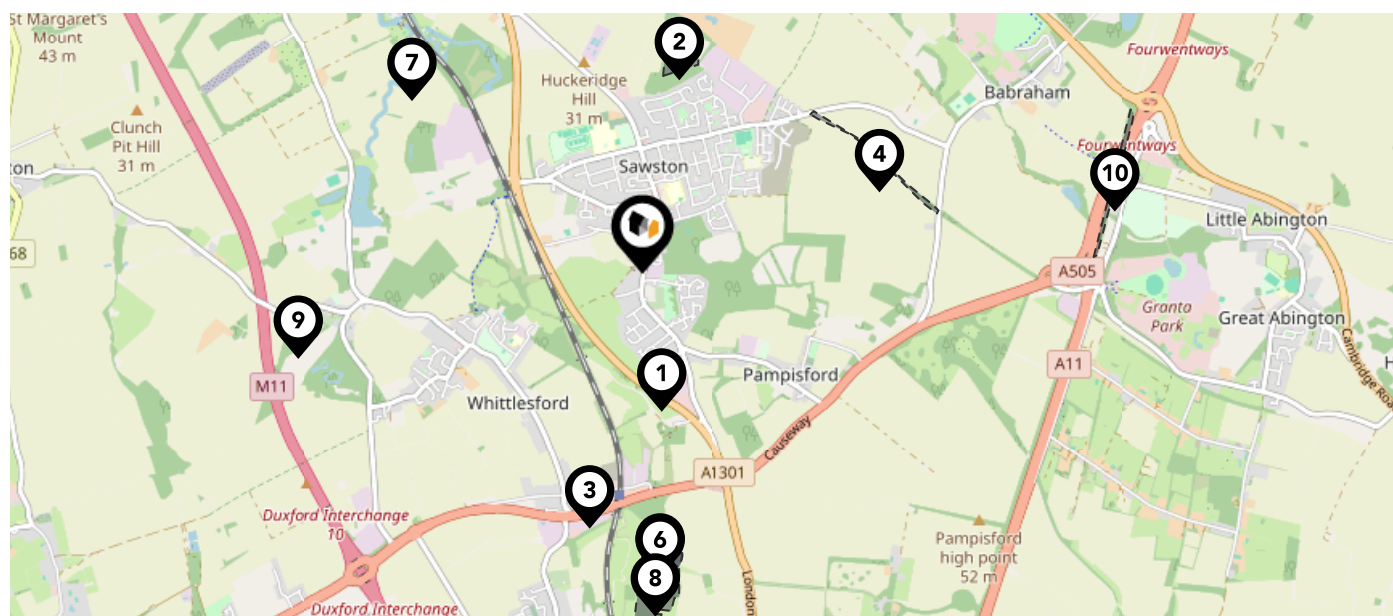 St Margaret's
Mount
43 m
Clunch
Pit Hill
31 m
ton
68
7
2
Huckeridge
Hill
31 m
Sawston
4
Babraham
Fourwentways
Fourwentways
10
Little Abington
A505
Granta
Park
Great Abington
Cambridge Roa
H
9
M11
Whittlesford
1
Pampisford
A11
Causeway
A1301
3
Duxford Interchange
10
6
8
London
Pampisford
high point
52 m
Duxford Interchange